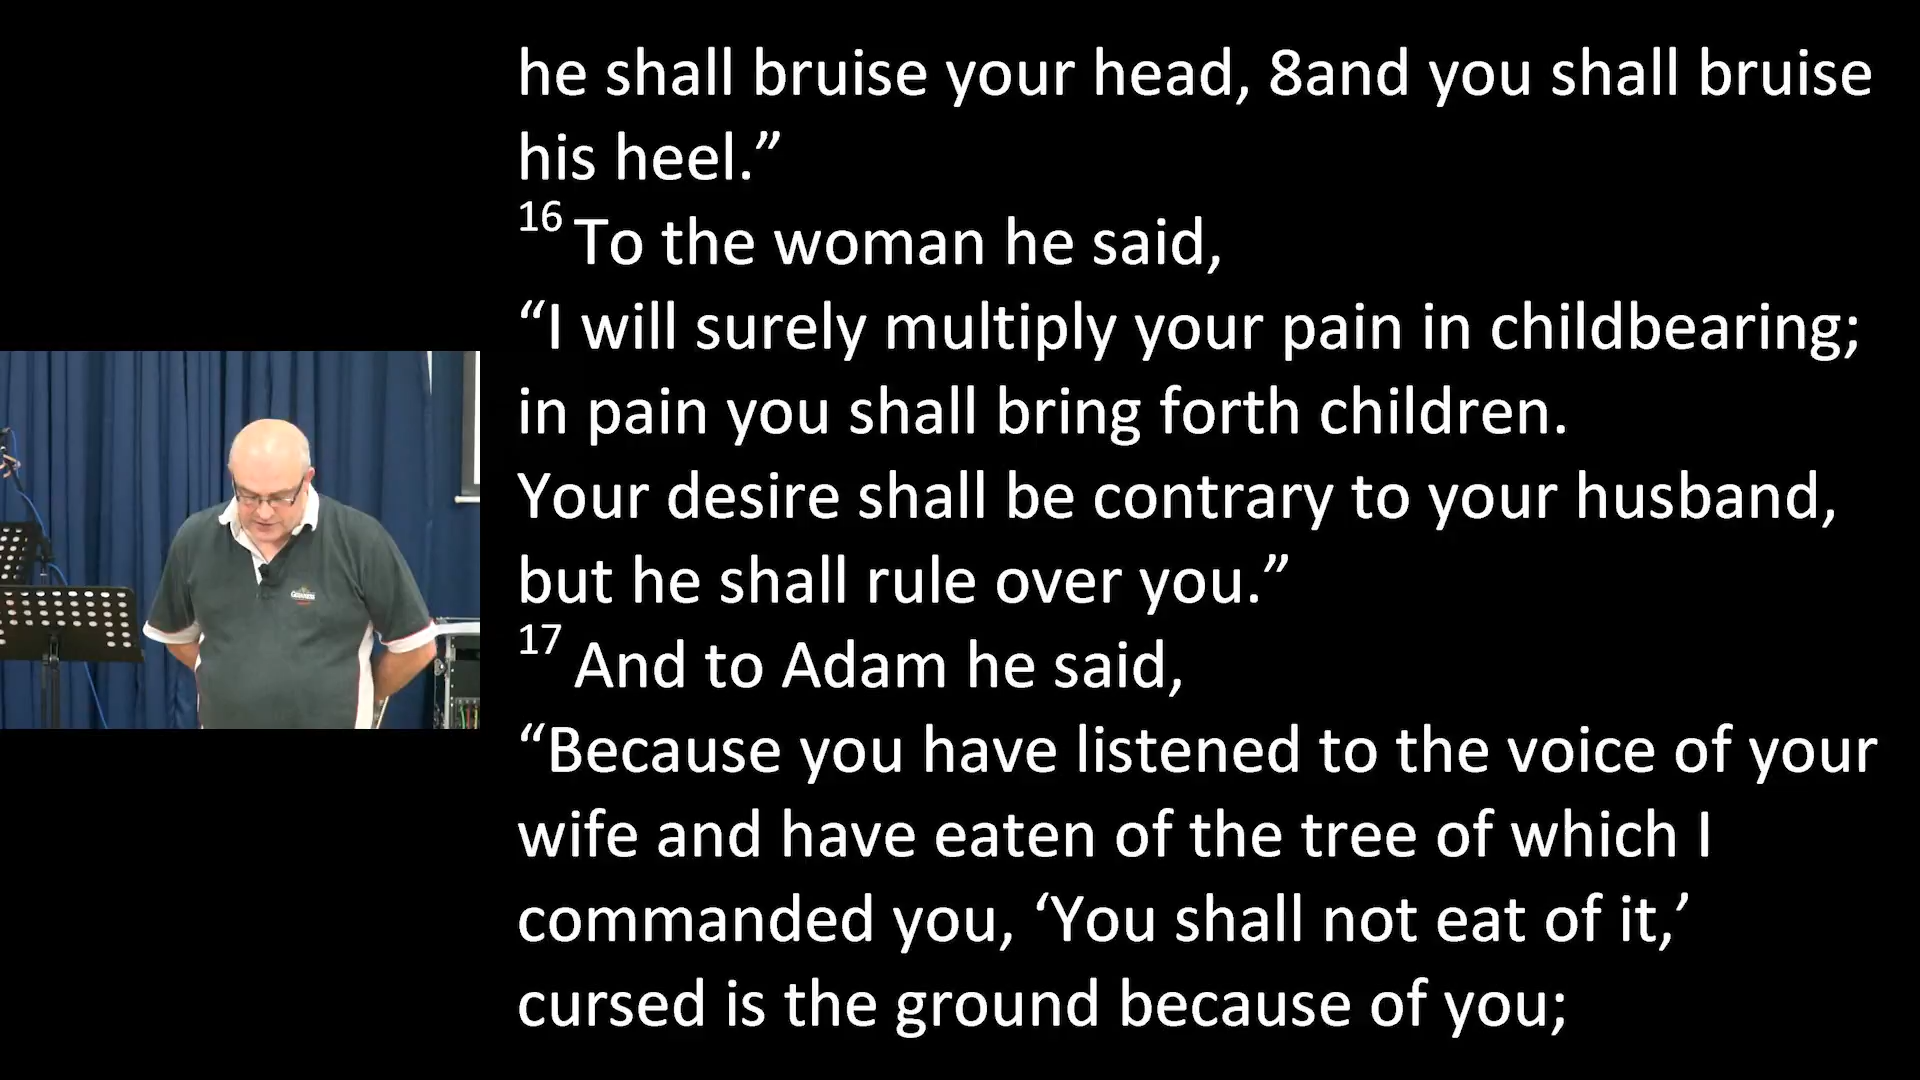 he shall bruise your head, 8and you shall bruise
his heel.”
16 To the woman he said,
“I will surely multiply your pain in childbearing;
in pain you shall bring forth children.
Your desire shall be contrary to your husband,
but he shall rule over you.”
17 And to Adam he said,
“Because you have listened to the voice of your
wife and have eaten of the tree of which I
commanded you, ‘You shall not eat of it,’
cursed is the ground because of you;
GUINNESS